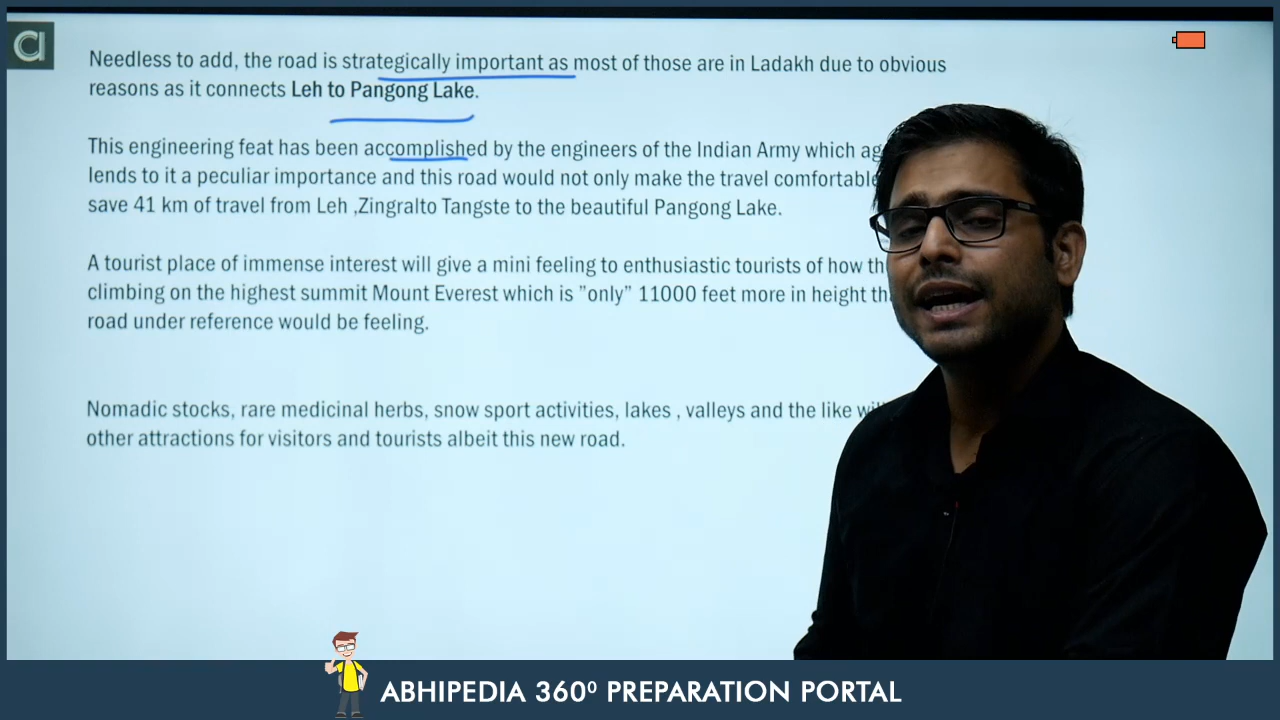 Needless to add, the road is strategically important as most of those are in Ladakh due to obvious
reasons as it connects Leh to Pangong Lake.
This engineering feat has been accomplished by the engineers of the Indian Army which
lends to it a peculiar importance and this road would not only make the travel comfortable
save 41 km of travel from Leh ,Zingralto Tangste to the beautiful Pangong Lake.
A tourist place of immense interest will give a mini feeling to enthusiastic tourists of how
climbing on the highest summit Mount Everest which is ”only” 11000 feet more in height
road under reference would be feeling.
Nomadic stocks, rare medicinal herbs, snow sport activities, lakes , valleys and the like
other attractions for visitors and tourists albeit this new road.
ABHIPEDIA 360⁰ PREPARATION PORTAL